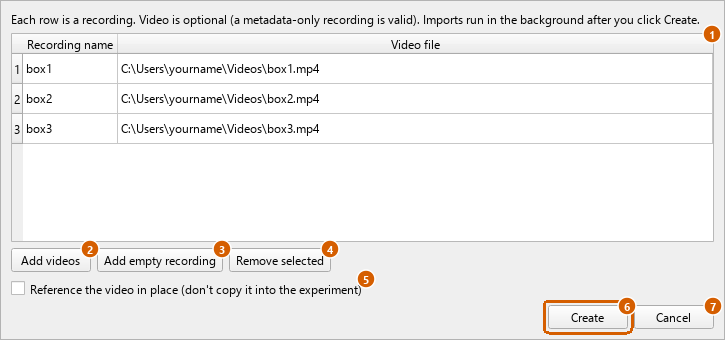 Each row is a recording. Video is optional (a metadata-only recording is valid). Imports run in the background after you click Create.
1
Recording name Video file
1 box1 C:\Users\yourname\Videos\box1.mp4
2 box2 C:\Users\yourname\Videos\box2.mp4
3 box3 C:\Users\yourname\Videos\box3.mp4
2 3 4
Add videos Add empty recording Remove selected
5
Reference the video in place (don't copy it into the experiment)
6 7
Create Cancel